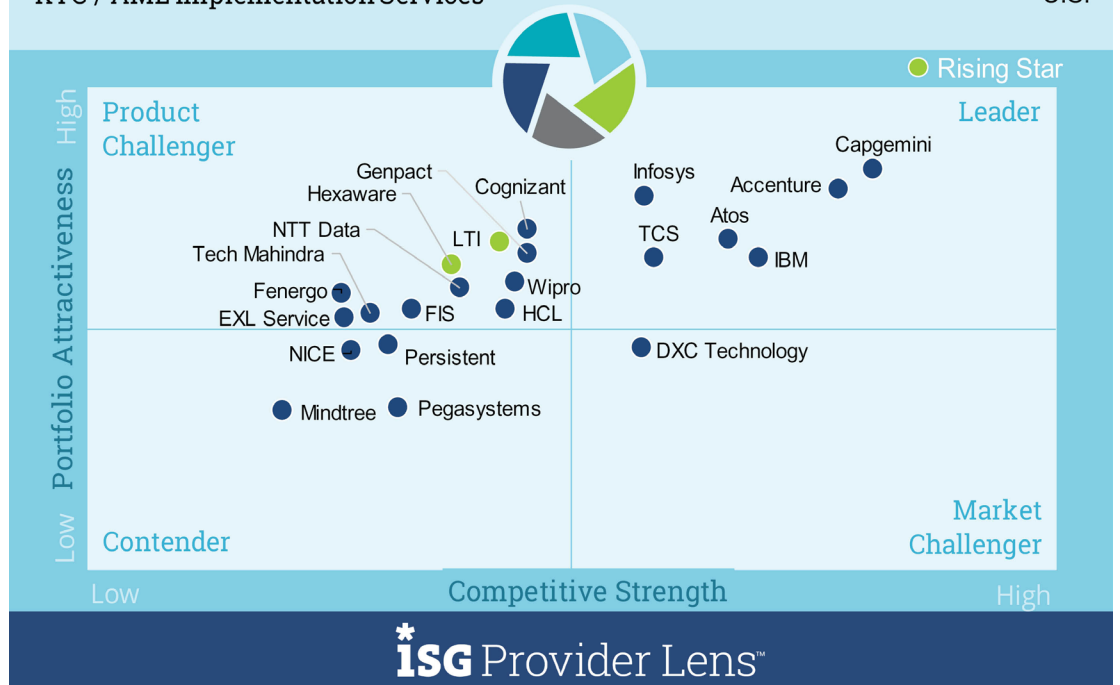 Rising Star
Product
Challenger
Leader
High
Portfolio Attractiveness
Low
Capgemini
Genpact
Infosys
Hexaware
Cognizant
Accenture
Atos
NTT Data
LTI
TCS
Tech Mahindra
IBM
Fenergo
Wipro
EXL Service
FIS
HCL
NICE
Persistent
DXC Technology
Mindtree
Pegasystems
Contender
Market
Challenger
Low
Competitive Strength
High
*ISG Provider Lens™